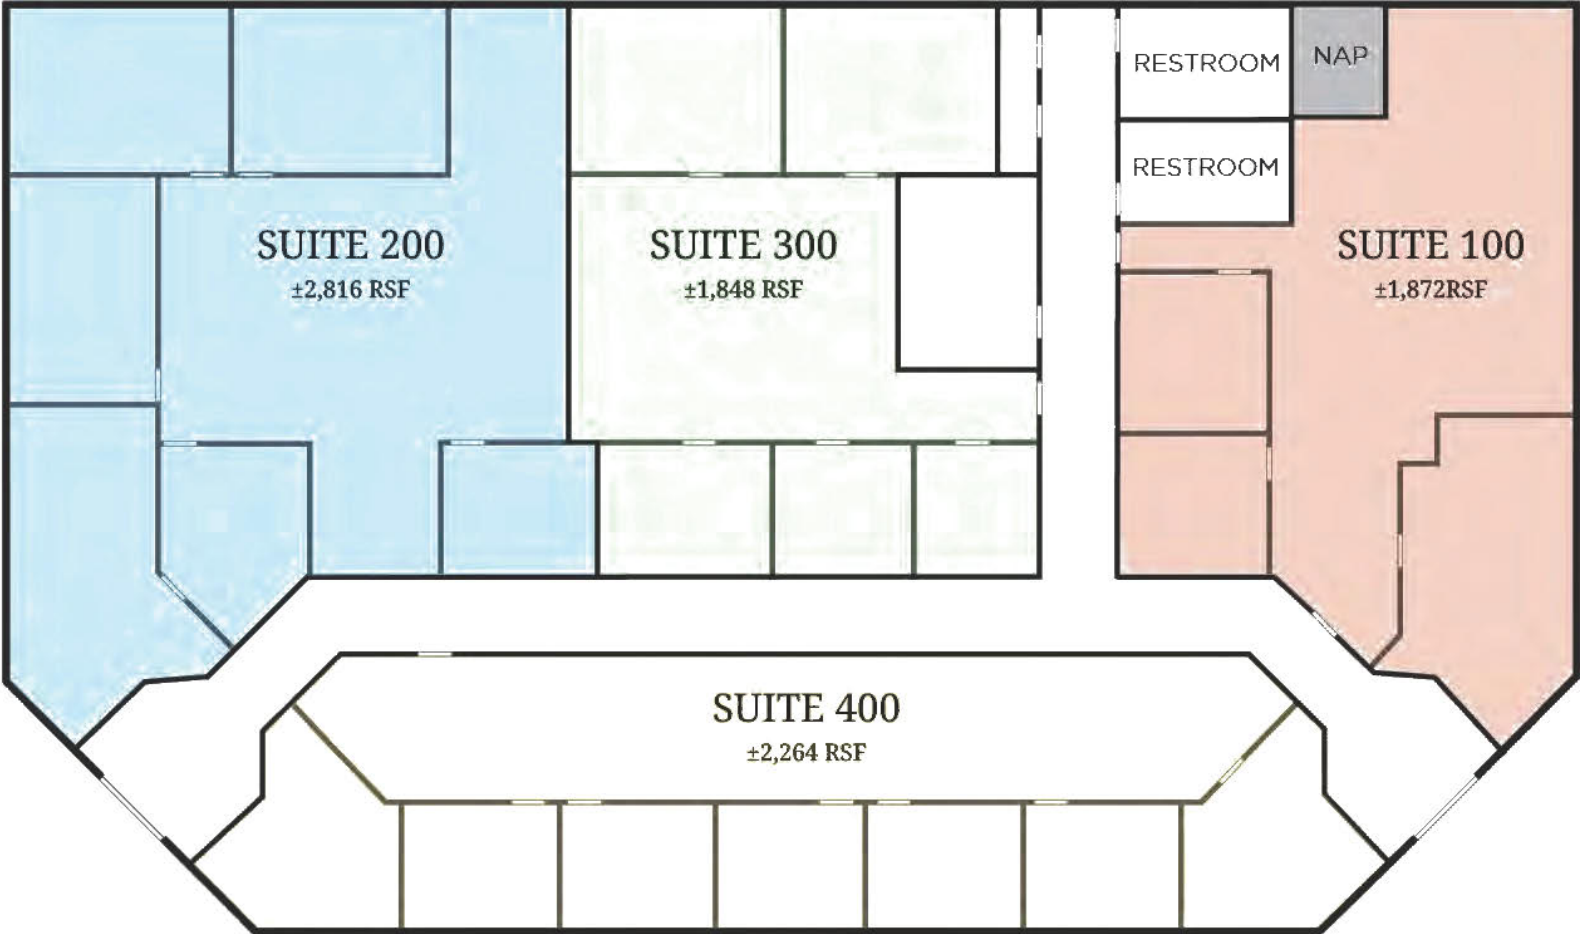 RESTROOM
NAP
RESTROOM
SUITE 200
±2,816 RSF
SUITE 300
±1,848 RSF
SUITE 100
±1,872RSF
SUITE 400
±2,264 RSF